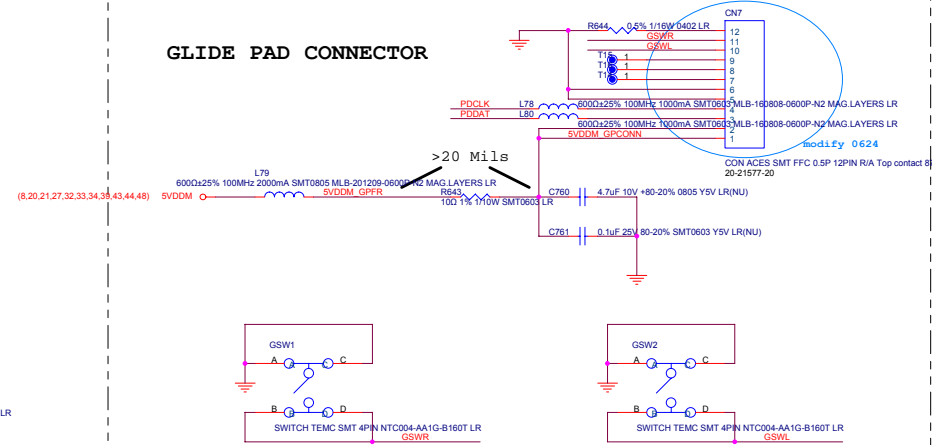 CN7
R644 0.5% 1/16W 0402 LR
GSWR
GSWL
12
11
10
9
8
7
6
5
4
3
2
1
GLIDE PAD CONNECTOR
1
1
1
PDCLK L78 600Ω±25% 100MHz 1000mA SMT0603 MLB-160808-0600P-N2 MAG.LAYERS LR
PDDAT L80
600Ω±25% 100MHz 1000mA SMT0603 MLB-160808-0600P-N2 MAG.LAYERS LR
5VDDM_GPCONN
modify 0624
>20 Mils
CON ACES SMT FFC 0.5P 12PIN R/A Top contact
20-21577-20
L79
600Ω±25% 100MHz 2000mA SMT0805 MLB-201209-0600P-N2 MAG.LAYERS LR
(8,20,21,27,32,33,34,39,43,44,48) 5VDDM
5VDDM_GPFR
R643
10Ω 1% 1/10W SMT0603 LR
C760 4.7uF 10V +80-20% 0805 Y5V LR(NU)
C761 0.1uF 25V 80-20% SMT0603 Y5V LR(NU)
GSW1
A A C C
B B D D
SWITCH TEMC SMT 4PIN NTC004-AA1G-B160T LR
GSWR
GSW2
A A C C
B B D D
SWITCH TEMC SMT 4PIN NTC004-AA1G-B160T LR
GSWL
LR